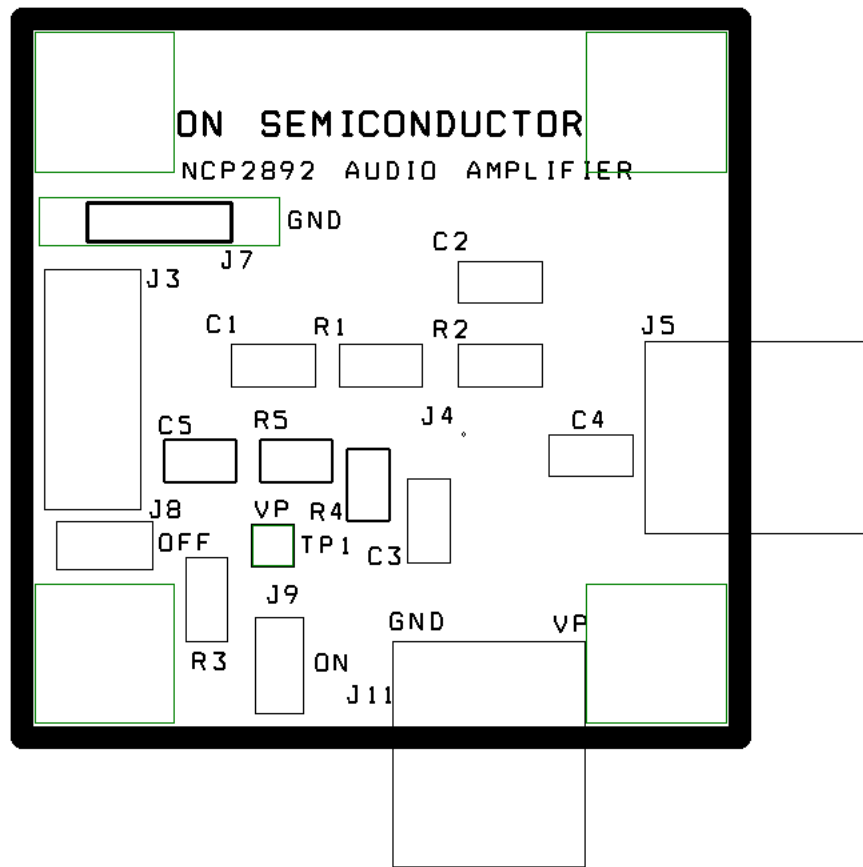 ON SEMICONDUCTOR
NCP2892 AUDIO AMPLIFIER
GND
J7
J3
C2
C1
R1
R2
J5
J4
C5
R5
C4
J8
VP
R4
OFF
TP1
C3
J9
GND
VP
R3
ON
J11